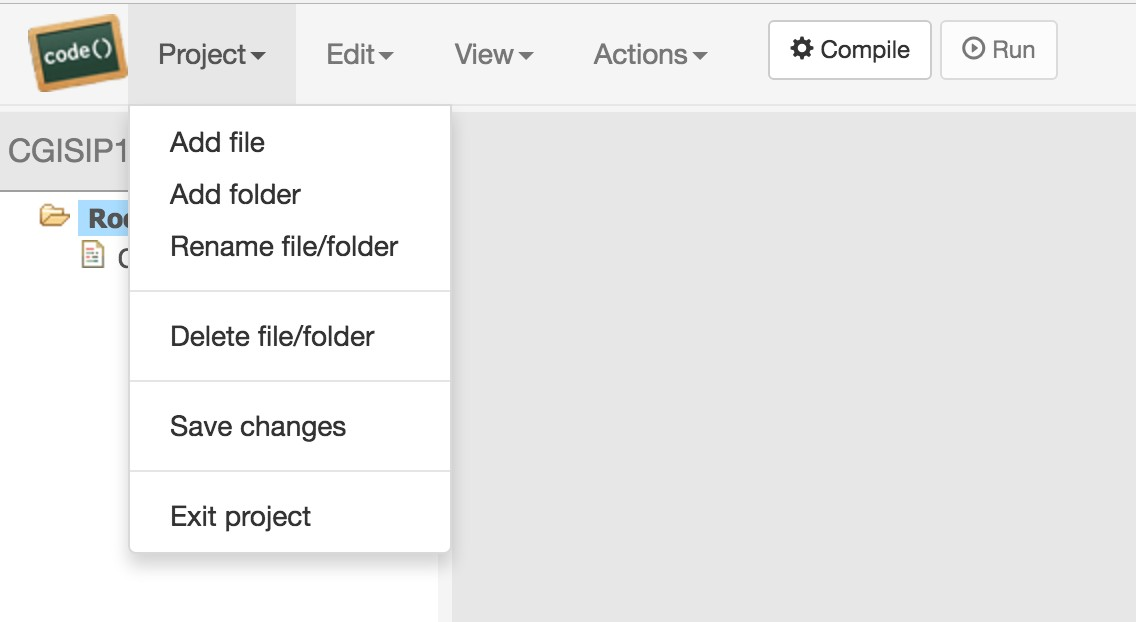 code()
Project
Edit
View
Actions
Compile
Run
CGISIP1
Add file
Add folder
Rename file/folder
Delete file/folder
Save changes
Exit project